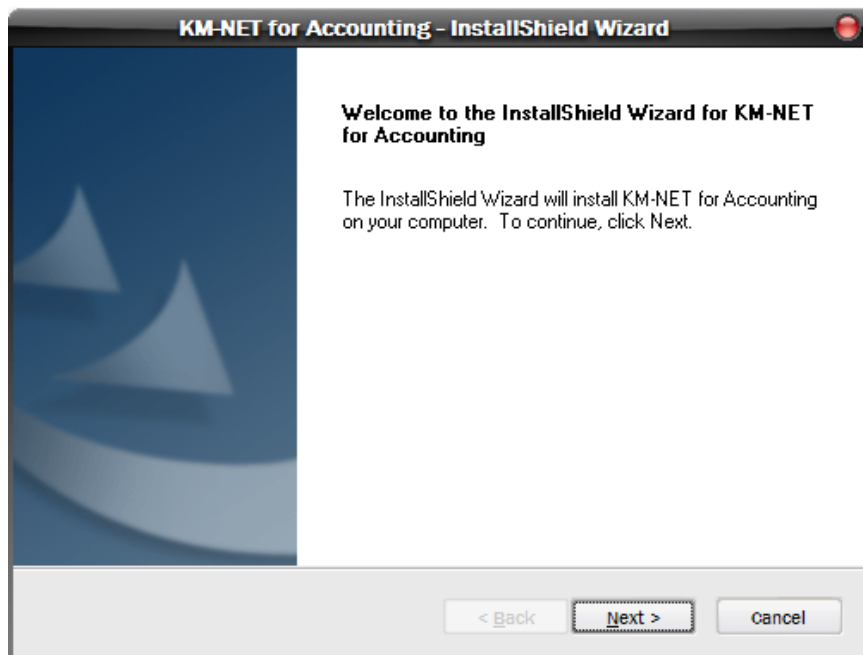 KM-NET for Accounting - InstallShield Wizard
Welcome to the InstallShield Wizard for KM-NET
for Accounting
The InstallShield Wizard will install KM-NET for Accounting
on your computer. To continue, click Next.
< Back
Next >
Cancel